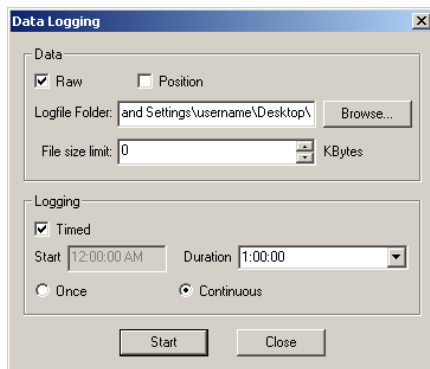 Data Logging
Data
Raw
Position
Logfile Folder: and Settings\username\Desktop\ Browse...
File size limit: 0 KBytes
Logging
Timed
Start 12:00:00 AM Duration 1:00:00
Once
Continuous
Start
Close